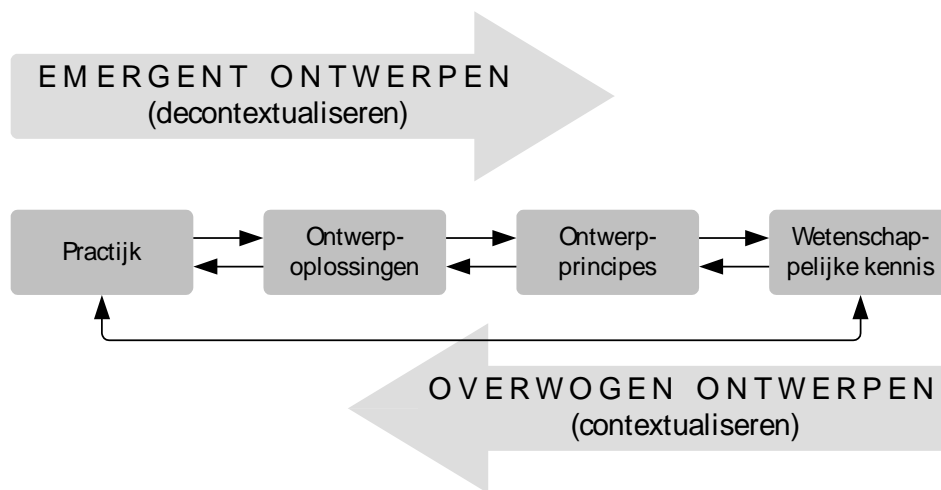 EMERGENT ONTWERPEN
(decontextualiseren)
Practijk
Ontwerp-
oplossingen
Ontwerp-
principes
Wetenschap-
pelijke kennis
OVERWOGEN ONTWERPEN
(contextualiseren)